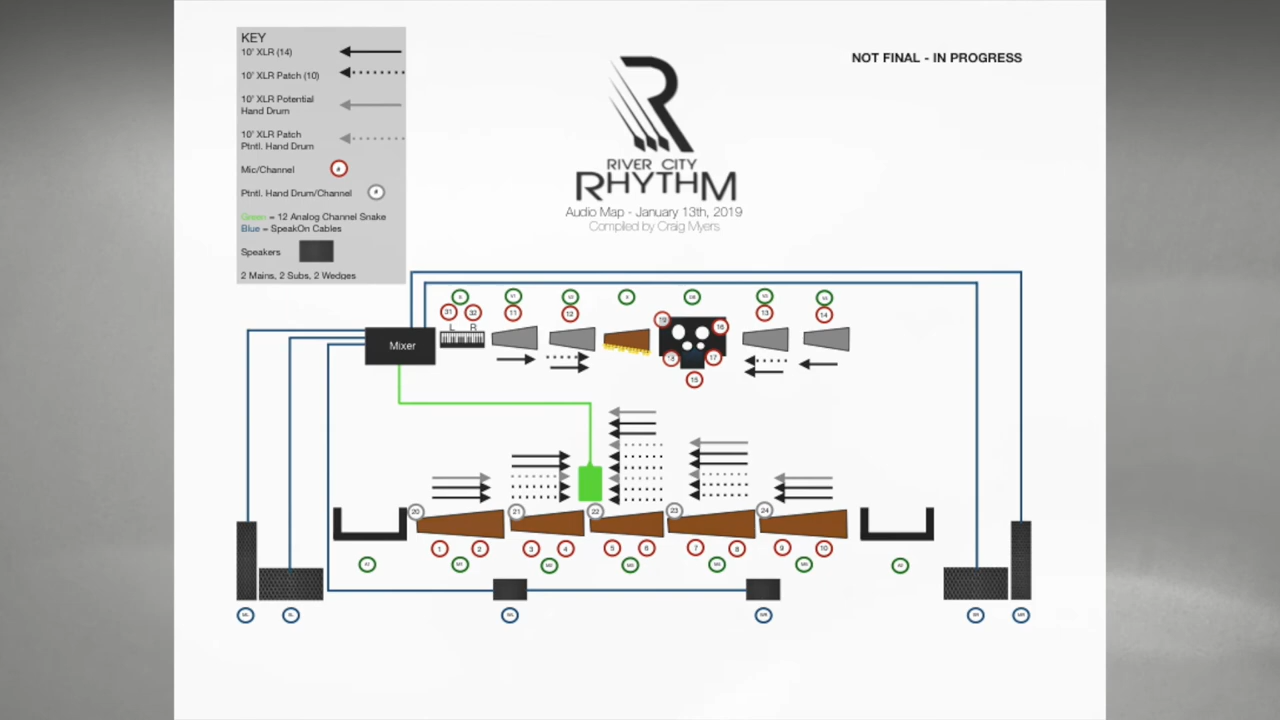 KEY
10' XLR (14)
10' XLR Patch (10)
10' XLR Potential
Hand Drum
10' XLR Patch
Ptntl. Hand Drum
Mic/Channel
#
Ptntl. Hand Drum/Channel
#
Green = 12 Analog Channel Snake
Blue = SpeakOn Cables
Speakers
2 Mains, 2 Subs, 2 Wedges
NOT FINAL - IN PROGRESS
R
RIVER CITY
RHYTHM
Audio Map - January 13th, 2019
Compiled by Craig Myers
31 32 11 12 13 14
L R
Mixer
19 16
18 17
15
20 21 22 23 24
1 2 3 4 5 6 7 8 9 10